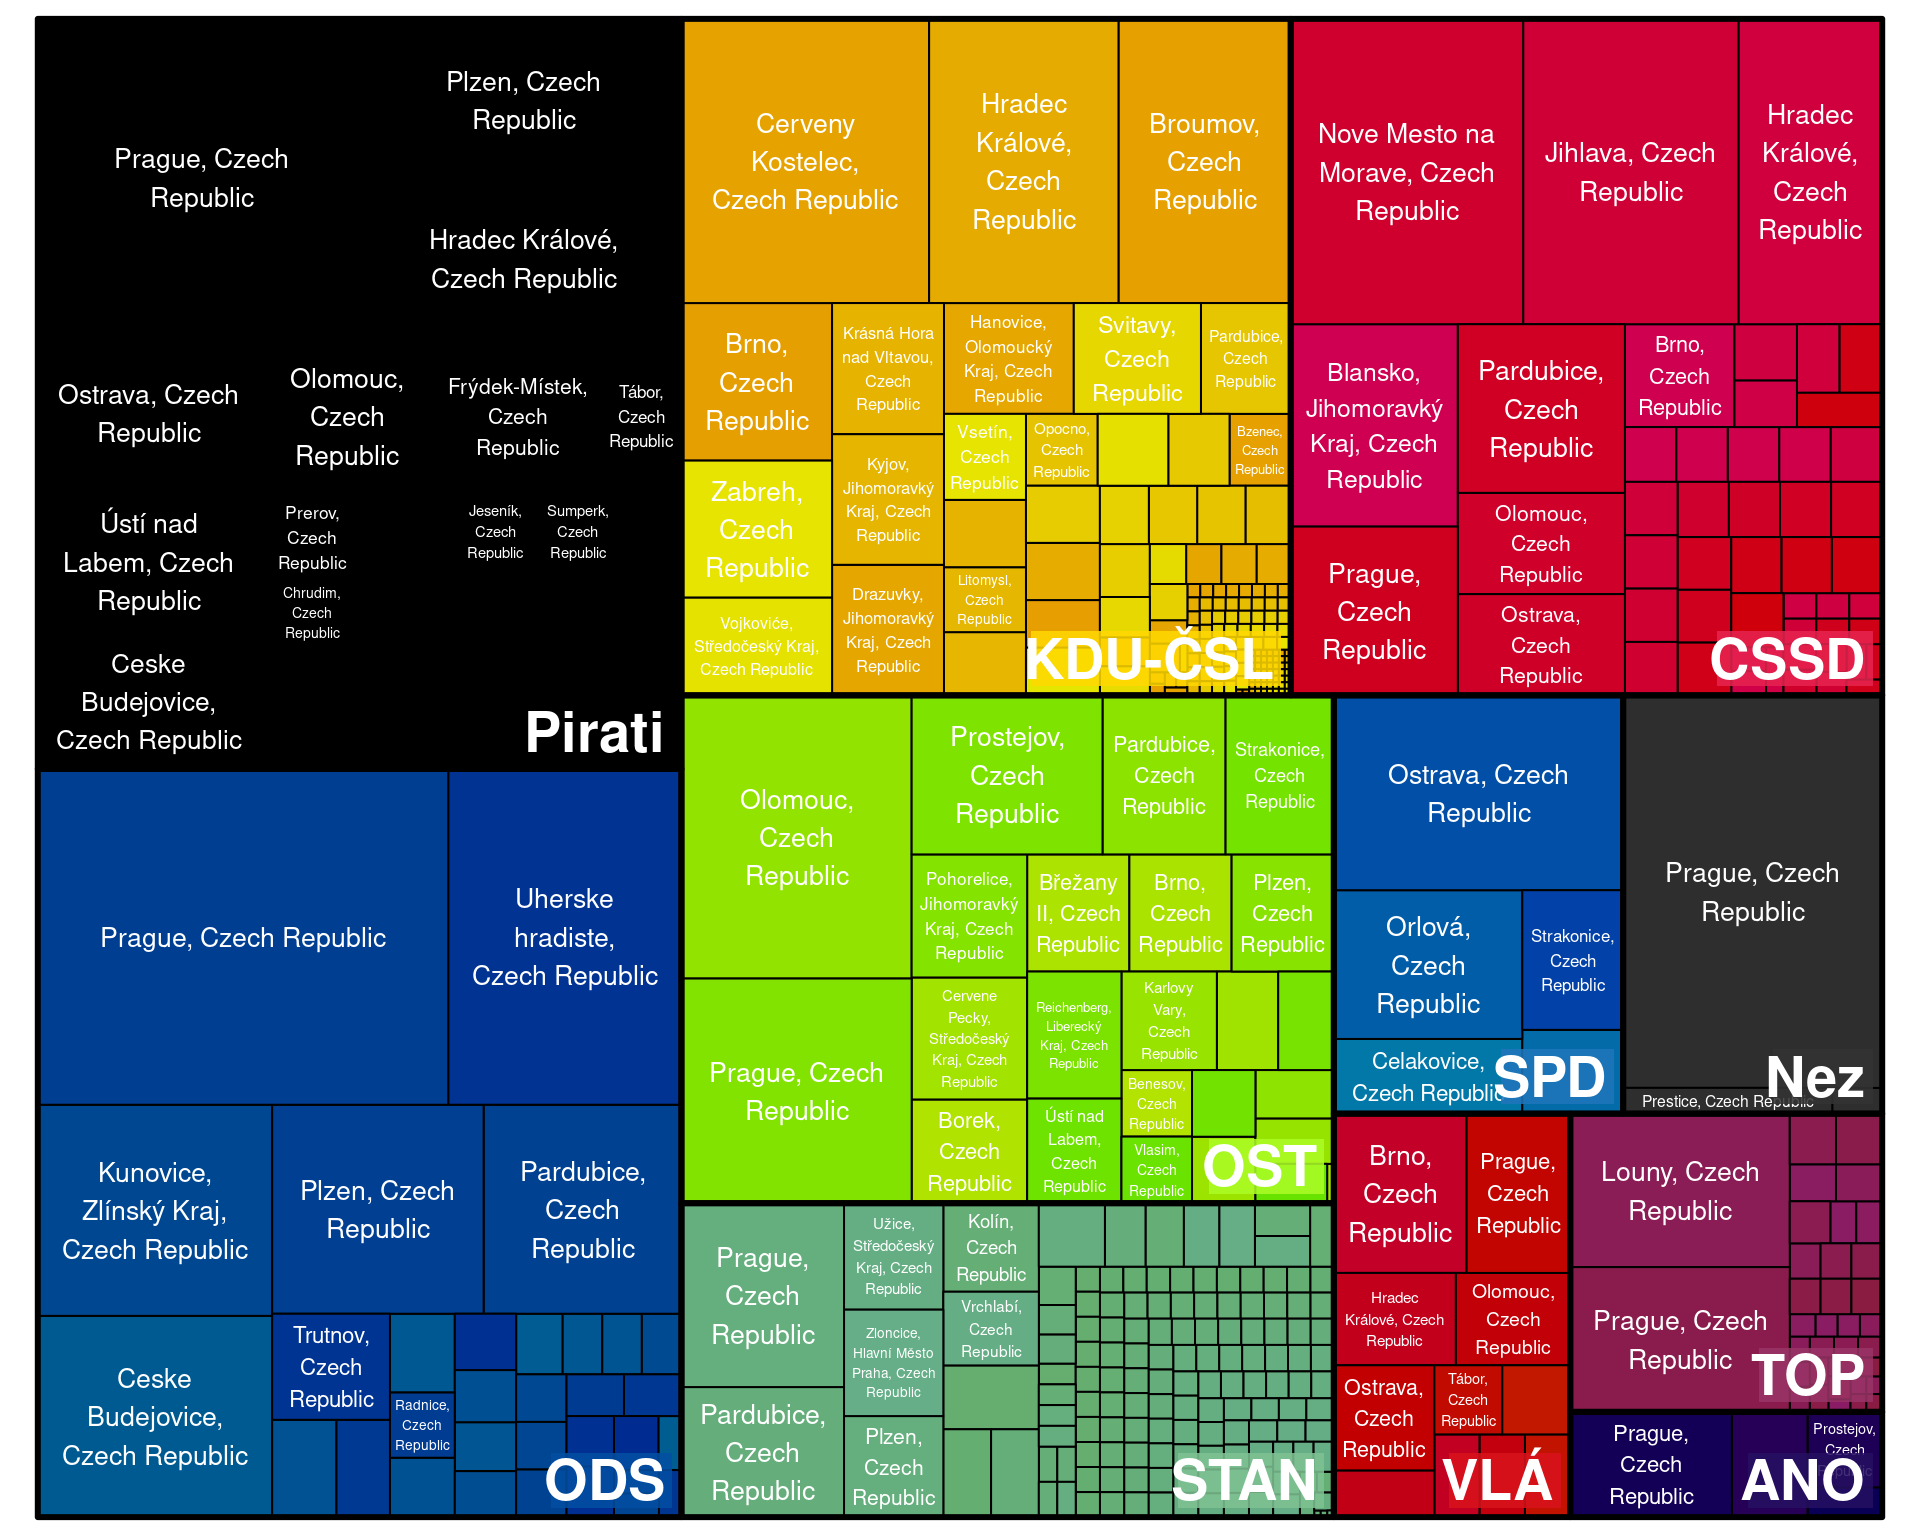 Prague, Czech
Republic
Plzen, Czech
Republic
Hradec Králové,
Czech Republic
Ostrava, Czech
Republic
Olomouc,
Czech
Republic
Frýdek-Místek,
Czech
Republic
Tábor,
Czech
Republic
Ústí nad
Labem, Czech
Republic
Prerov,
Czech
Republic
Chrudim,
Czech
Republic
Jeseník,
Czech
Republic
Sumperk,
Czech
Republic
Ceske
Budejovice,
Czech Republic
Pirati
Prague, Czech Republic
Uherske
hradiste,
Czech Republic
Kunovice,
Zlínský Kraj,
Czech Republic
Plzen, Czech
Republic
Pardubice,
Czech
Republic
Ceske
Budejovice,
Czech Republic
Trutnov,
Czech
Republic
Radnice,
Czech
Republic
ODS
Cerveny
Kostelec,
Czech Republic
Hradec
Králové,
Czech
Republic
Broumov,
Czech
Republic
Brno,
Czech
Republic
Krásná Hora
nad Vltavou,
Czech
Republic
Hanovice,
Olomoucký
Kraj, Czech
Republic
Svitavy,
Czech
Republic
Pardubice,
Czech
Republic
Zabreh,
Czech
Republic
Kyjov,
Jihomoravký
Kraj, Czech
Republic
Vsetín,
Czech
Republic
Opocno,
Czech
Republic
Bzenec,
Czech
Republic
Vojkoviće,
Středočeský Kraj,
Czech Republic
Drazuvky,
Jihomoravký
Kraj, Czech
Republic
Litomysl,
Czech
Republic
KDU-ČSL
Nove Mesto na
Morave, Czech
Republic
Jihlava, Czech
Republic
Hradec
Králové,
Czech
Republic
Blansko,
Jihomoravký
Kraj, Czech
Republic
Pardubice,
Czech
Republic
Brno,
Czech
Republic
Prague,
Czech
Republic
Olomouc,
Czech
Republic
Ostrava,
Czech
Republic
CSSD
Olomouc,
Czech
Republic
Prostejov,
Czech
Republic
Pardubice,
Czech
Republic
Strakonice,
Czech
Republic
Pohorelice,
Jihomoravký
Kraj, Czech
Republic
Břežany
II, Czech
Republic
Brno,
Czech
Republic
Plzen,
Czech
Republic
Prague, Czech
Republic
Cervene
Pecky,
Středočeský
Kraj, Czech
Republic
Reichenberg,
Liberecký
Kraj, Czech
Republic
Karlovy
Vary,
Czech
Republic
Borek,
Czech
Republic
Ústí nad
Labem,
Czech
Republic
Benesov,
Czech
Republic
Vlasim,
Czech
Republic
OST
Prague,
Czech
Republic
Užice,
Středočeský
Kraj, Czech
Republic
Kolín,
Czech
Republic
Zloncice,
Hlavní Město
Praha, Czech
Republic
Vrchlabí,
Czech
Republic
Pardubice,
Czech
Republic
Plzen,
Czech
Republic
STAN
Ostrava, Czech
Republic
Orlová,
Czech
Republic
Strakonice,
Czech
Republic
Celakovice,
Czech Republic
SPD
Prague, Czech
Republic
Prestice, Czech Republic
Nez
Brno,
Czech
Republic
Prague,
Czech
Republic
Hradec
Králové, Czech
Republic
Olomouc,
Czech
Republic
Ostrava,
Czech
Republic
Tábor,
Czech
Republic
VLÁ
Louny, Czech
Republic
Prague, Czech
Republic
TOP
Prague,
Czech
Republic
Prostejov,
Czech
ANO